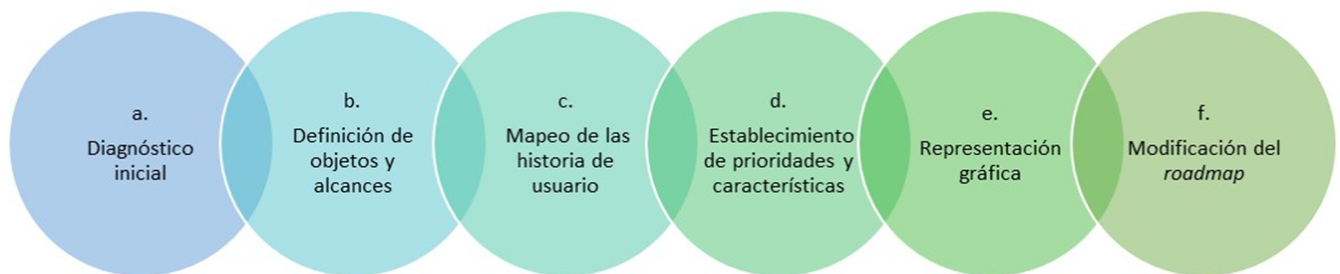 a.
Diagnóstico
inicial
b.
Definición de
objetos y
alcances
c.
Mapeo de las
historia de
usuario
d.
Establecimiento
de prioridades y
características
e.
Representación
gráfica
f.
Modificación del
roadmap